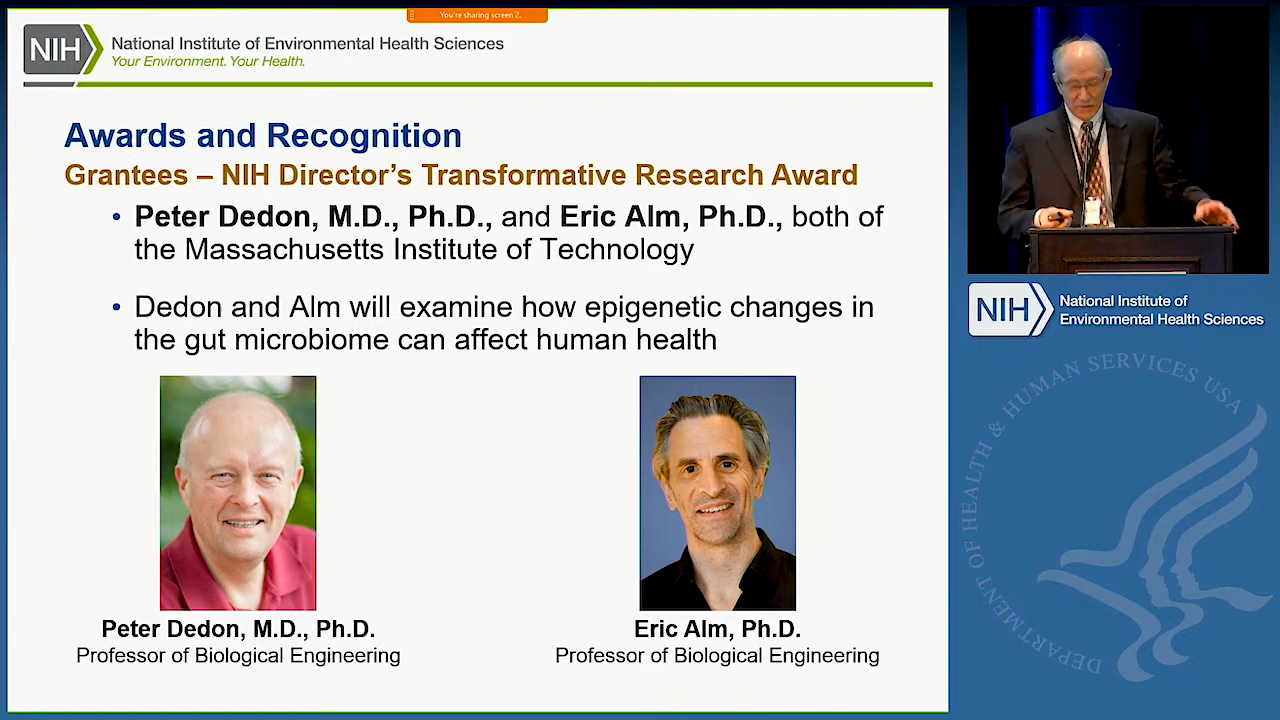 You're sharing screen 2.
NIH
National Institute of Environmental Health Sciences
Your Environment. Your Health.
Awards and Recognition
Grantees – NIH Director's Transformative Research Award
• Peter Dedon, M.D., Ph.D., and Eric Alm, Ph.D., both of
the Massachusetts Institute of Technology
• Dedon and Alm will examine how epigenetic changes in
the gut microbiome can affect human health
Peter Dedon, M.D., Ph.D.
Professor of Biological Engineering
Eric Alm, Ph.D.
Professor of Biological Engineering
NIH
National Institute of
Environmental Health Sciences
DEPARTMENT OF HEALTH & HUMAN SERVICES USA